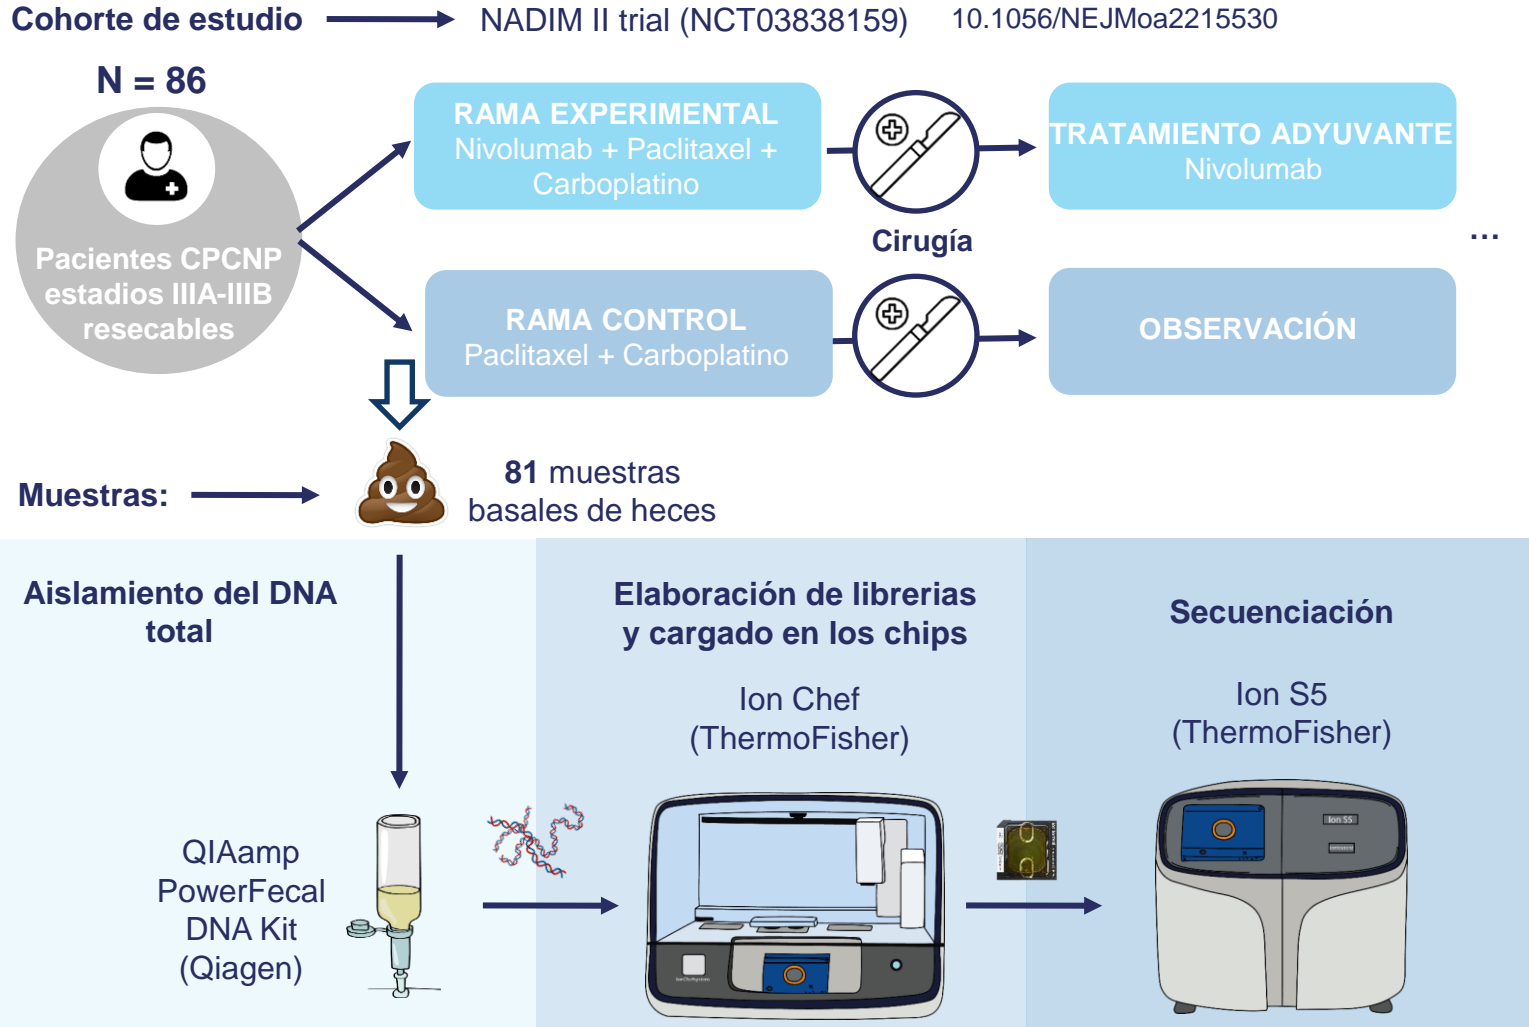 Cohorte de estudio
NADIM II trial (NCT03838159)
10.1056/NEJMoa2215530
N = 86
Pacientes CPCNP
estadios IIIA-IIIB
resecables
RAMA EXPERIMENTAL
Nivolumab + Paclitaxel +
Carboplatino
TRATAMIENTO ADYUVANTE
Nivolumab
Cirugía
...
RAMA CONTROL
Paclitaxel + Carboplatino
OBSERVACIÓN
Muestras:
81 muestras
basales de heces
Aislamiento del DNA
total
QIAamp
PowerFecal
DNA Kit
(Qiagen)
Elaboración de librerias
y cargado en los chips
Ion Chef
(ThermoFisher)
Secuenciación
Ion S5
(ThermoFisher)
Ion S5